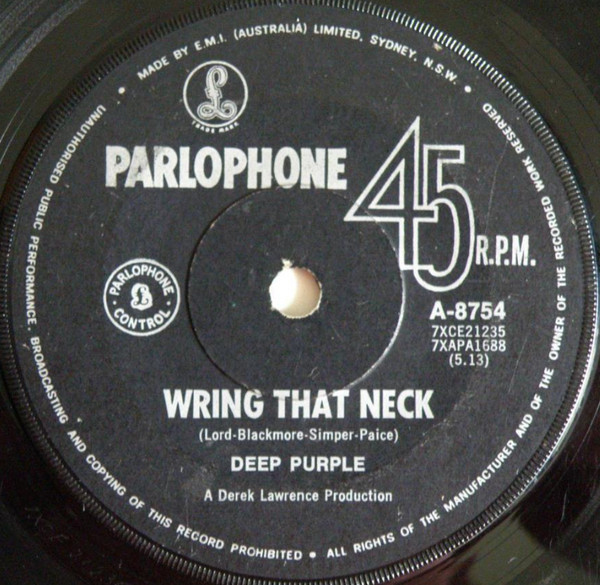 MADE BY E.M.I. (AUSTRALIA) LIMITED, SYDNEY, N.S.W. •
£
TRADE MARK
PARLOPHONE
45
R.P.M.
PARLOPHONE
£
CONTROL
A-8754
7XCE21235
7XAPA1688
(5.13)
WRING THAT NECK
(Lord-Blackmore-Simper-Paice)
DEEP PURPLE
A Derek Lawrence Production
UNAUTHORISED PUBLIC PERFORMANCE, BROADCASTING AND COPYING OF THIS RECORD PROHIBITED • ALL RIGHTS OF THE MANUFACTURER AND OF THE OWNER OF THE RECORDED WORK RESERVED